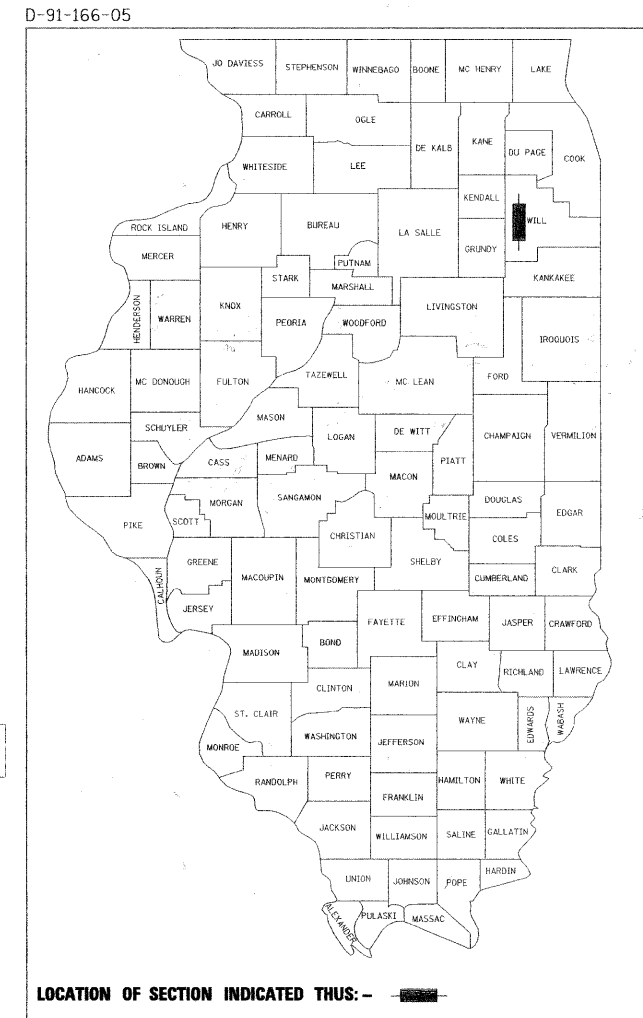 D-91-166-05
JO DAVIESS STEPHENSON WINNEBAGO BOONE MC HENRY LAKE
CARROLL OGLE DE KALB KANE DU PAGE COOK
WHITESIDE LEE
KENDALL
ROCK ISLAND HENRY BUREAU LA SALLE GRUNDY WILL
MERCER STARK PUTNAM KANKAKEE
MARSHALL
HENDERSON WARREN KNOX PEORIA WOODFORD LIVINGSTON IROQUOIS
HANCOCK MC DONOUGH FULTON TAZEWELL MC LEAN FORD
MASON
SCHUYLER LOGAN DE WITT CHAMPAIGN VERMILION
ADAMS BROWN CASS MENARD MACON PIATT
MORGAN SANGAMON DOUGLAS EDGAR
PIKE SCOTT CHRISTIAN MOULTRIE COLES
GREENE MACOUPIN MONTGOMERY SHELBY CUMBERLAND CLARK
CALHOUN JERSEY FAYETTE EFFINGHAM JASPER CRAWFORD
MADISON BOND
CLINTON MARION CLAY RICHLAND LAWRENCE
ST. CLAIR WASHINGTON JEFFERSON WAYNE EDWARDS WABASH
MONROE
RANDOLPH PERRY FRANKLIN HAMILTON WHITE
JACKSON WILLIAMSON SALINE GALLATIN
UNION JOHNSON POPE HARDIN
ALEXANDER PULASKI MASSAC
LOCATION OF SECTION INDICATED THUS: -